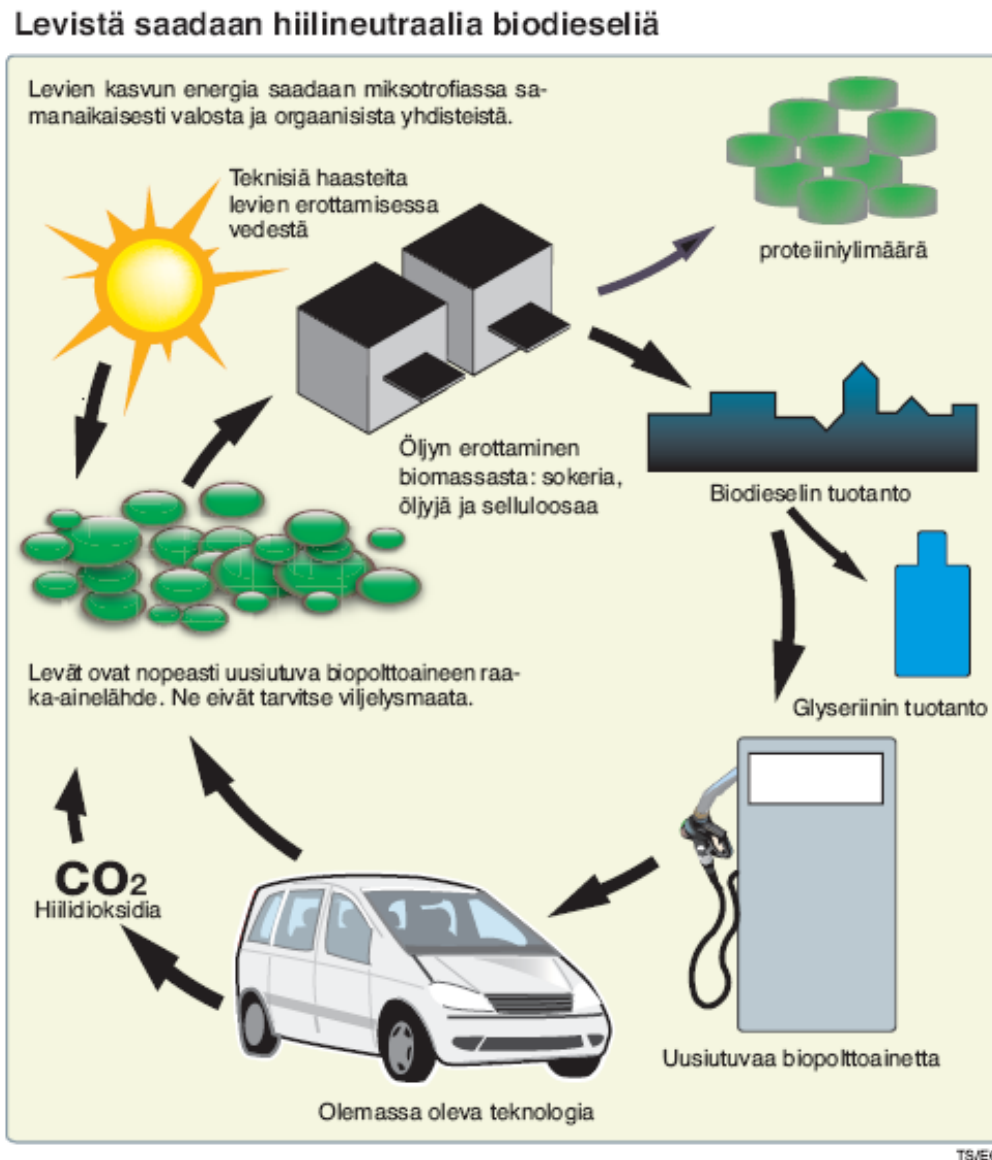 Levistä saadaan hiilineutraalia biodieseliä
Levien kasvun energia saadaan miksotrofiassa sa-
manaikaisesti valosta ja orgaanisista yhdisteistä.
Teknisiä haasteita
levien erottamisessa
vedestä
proteiiniylimäärä
Öljyn erottaminen
biomassasta: sokeria,
öljyjä ja selluloosaa
Biodieselin tuotanto
Glyseriinin tuotanto
Levät ovat nopeasti uusiutuva biopolttoaineen raa-
ka-ainelähde. Ne eivät tarvitse viljelysmaata.
CO2
Hiilidioksidia
Uusiutuvaa biopolttoainetta
Olemassa oleva teknologia